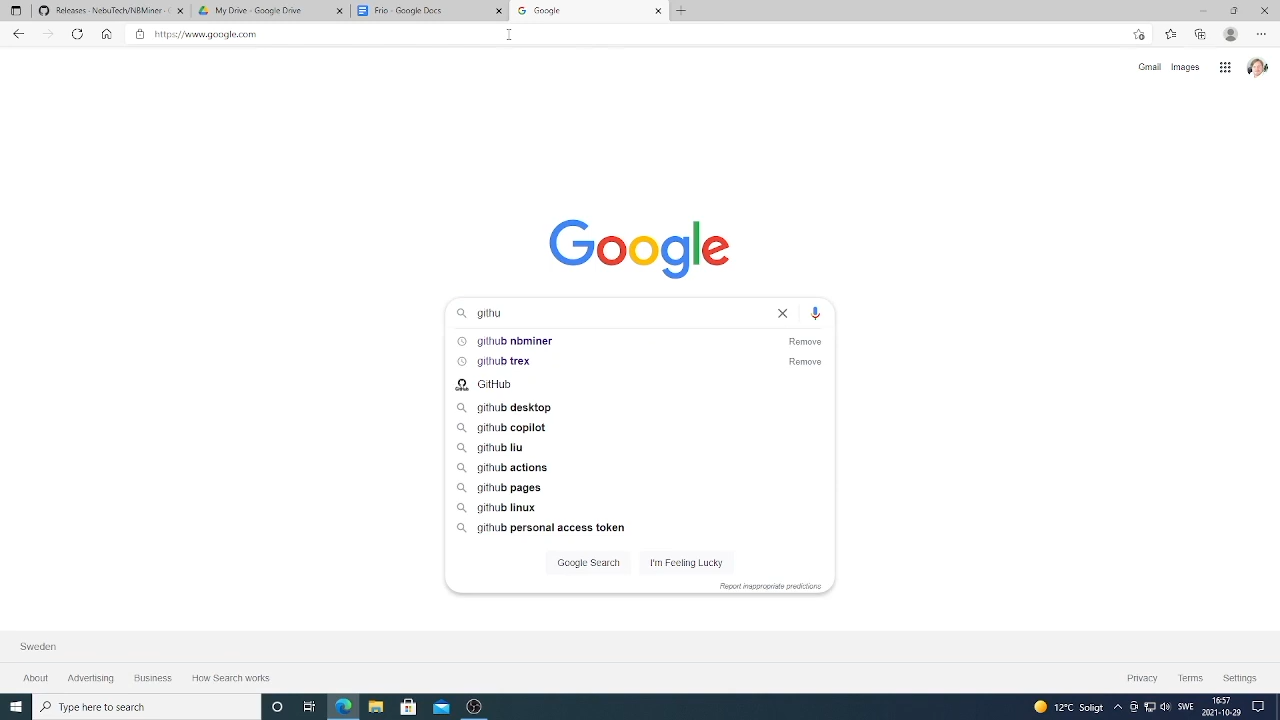 Releases · NebuTech/NBMiner ·
My Drive - Google Drive
Frio - Google Docs
Google
https://www.google.com
Gmail Images
Google
githu
github nbminer Remove
github trex Remove
GitHub
github desktop
github copilot
github liu
github actions
github pages
github linux
github personal access token
Google Search I'm Feeling Lucky
Report inappropriate predictions
Sweden
About Advertising Business How Search works Privacy Terms Settings
Type here to search
12°C Soligt SWE
16:57
2021-10-29